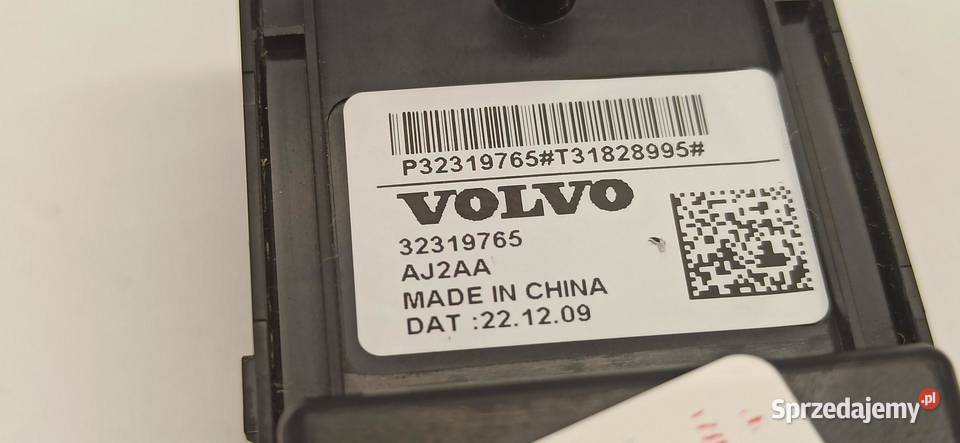 P32319765#T31828995#
VOLVO
32319765
AJ2AA
MADE IN CHINA
DAT :22.12.09
Sprzedajemy.pl